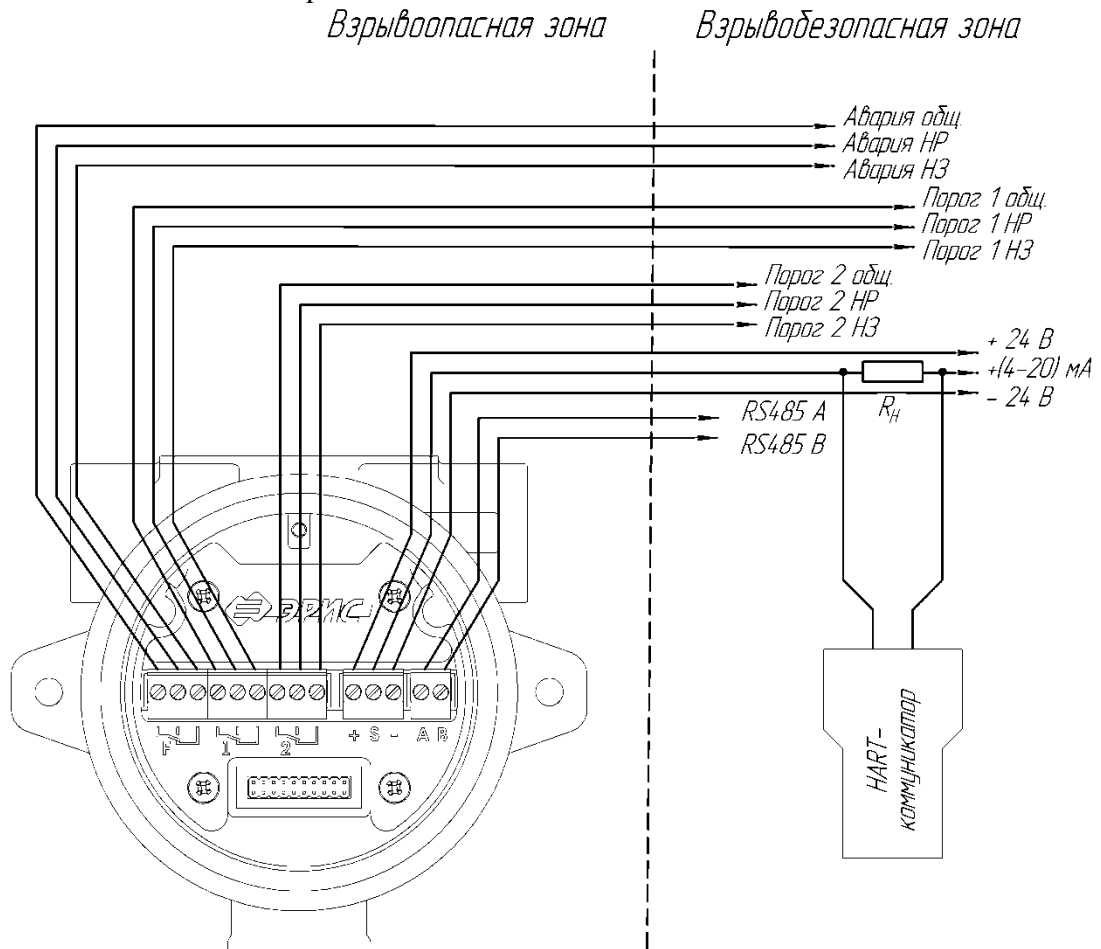 Взрывоопасная зона
Взрывобезопасная зона
Авария общ.
Авария НР
Авария НЗ
Порог 1 общ.
Порог 1 НР
Порог 1 НЗ
Порог 2 общ.
Порог 2 НР
Порог 2 НЗ
+ 24 В
+(4-20) мА
- 24 В
Rн
RS485 A
RS485 B
ЭРИС
F 1 2 + S - A B
HART-
коммуникатор